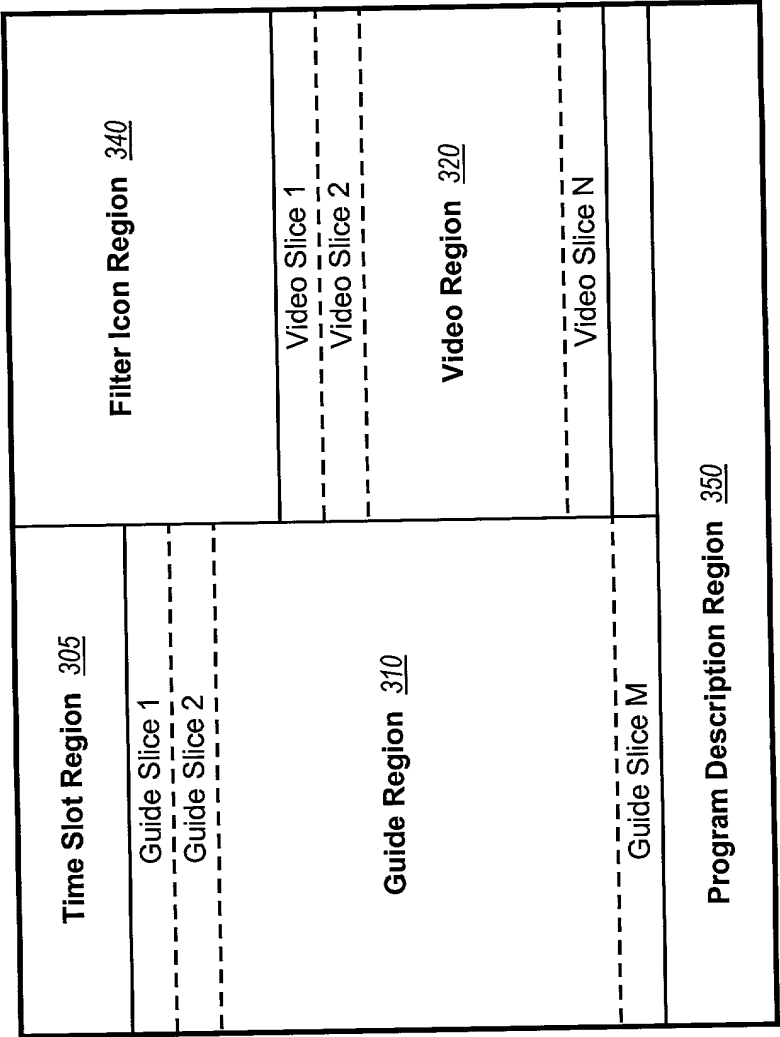 Time Slot Region 305
Guide Slice 1
Guide Slice 2
Guide Region 310
Guide Slice M
Filter Icon Region 340
Video Slice 1
Video Slice 2
Video Region 320
Video Slice N
Program Description Region 350